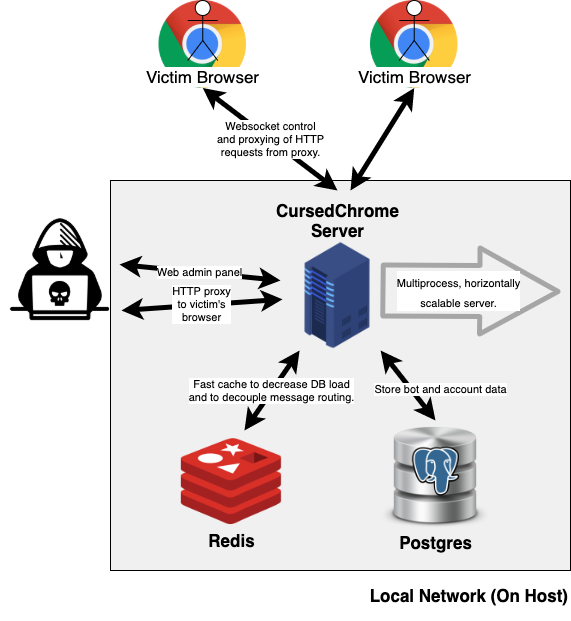 Victim Browser
Victim Browser
Websocket control
and proxying of HTTP
requests from proxy.
CursedChrome
Server
Web admin panel
HTTP proxy
to victim's
browser
Multiprocess, horizontally
scalable server.
Fast cache to decrease DB load
and to decouple message routing.
Store bot and account data
Redis
Postgres
Local Network (On Host)